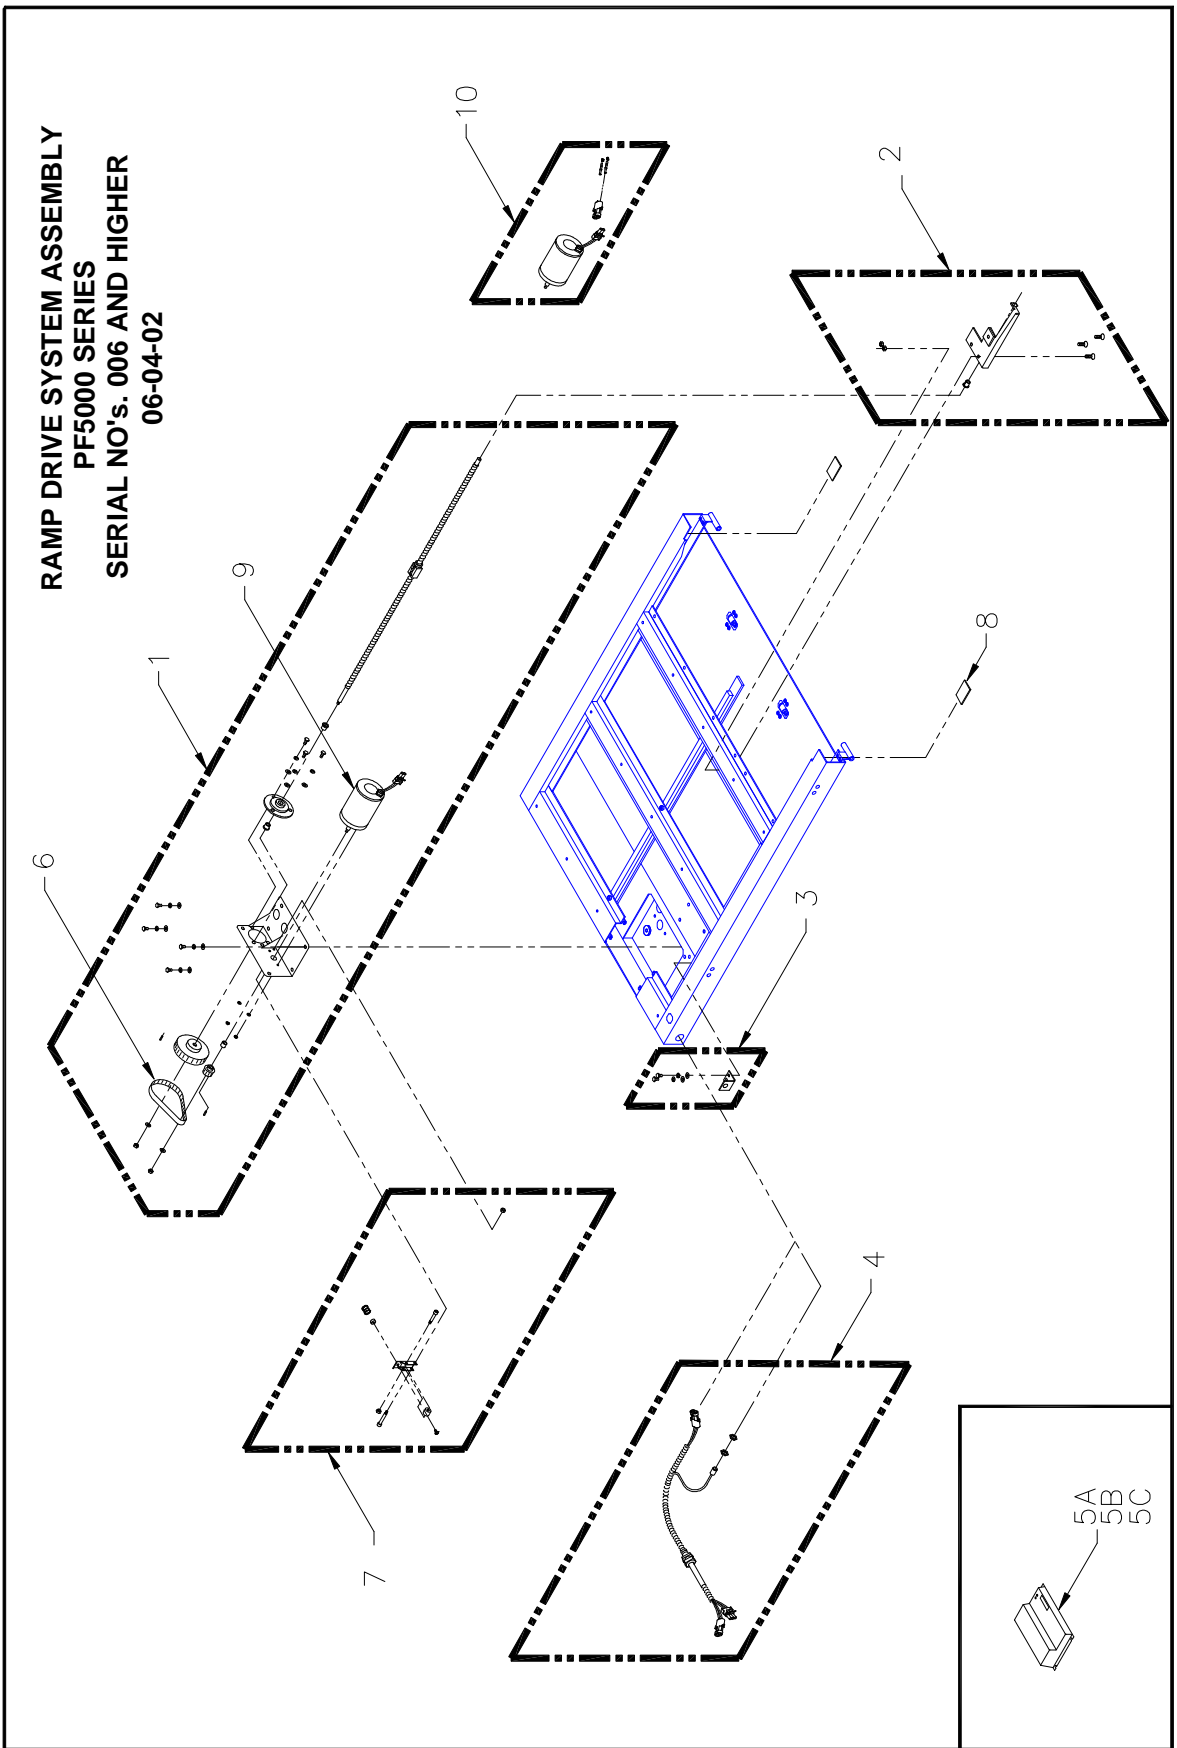 RAMP DRIVE SYSTEM ASSEMBLY
PF5000 SERIES
SERIAL NO's. 006 AND HIGHER
06-04-02
10
2
9
1
8
6
3
4
7
5A
5B
5C